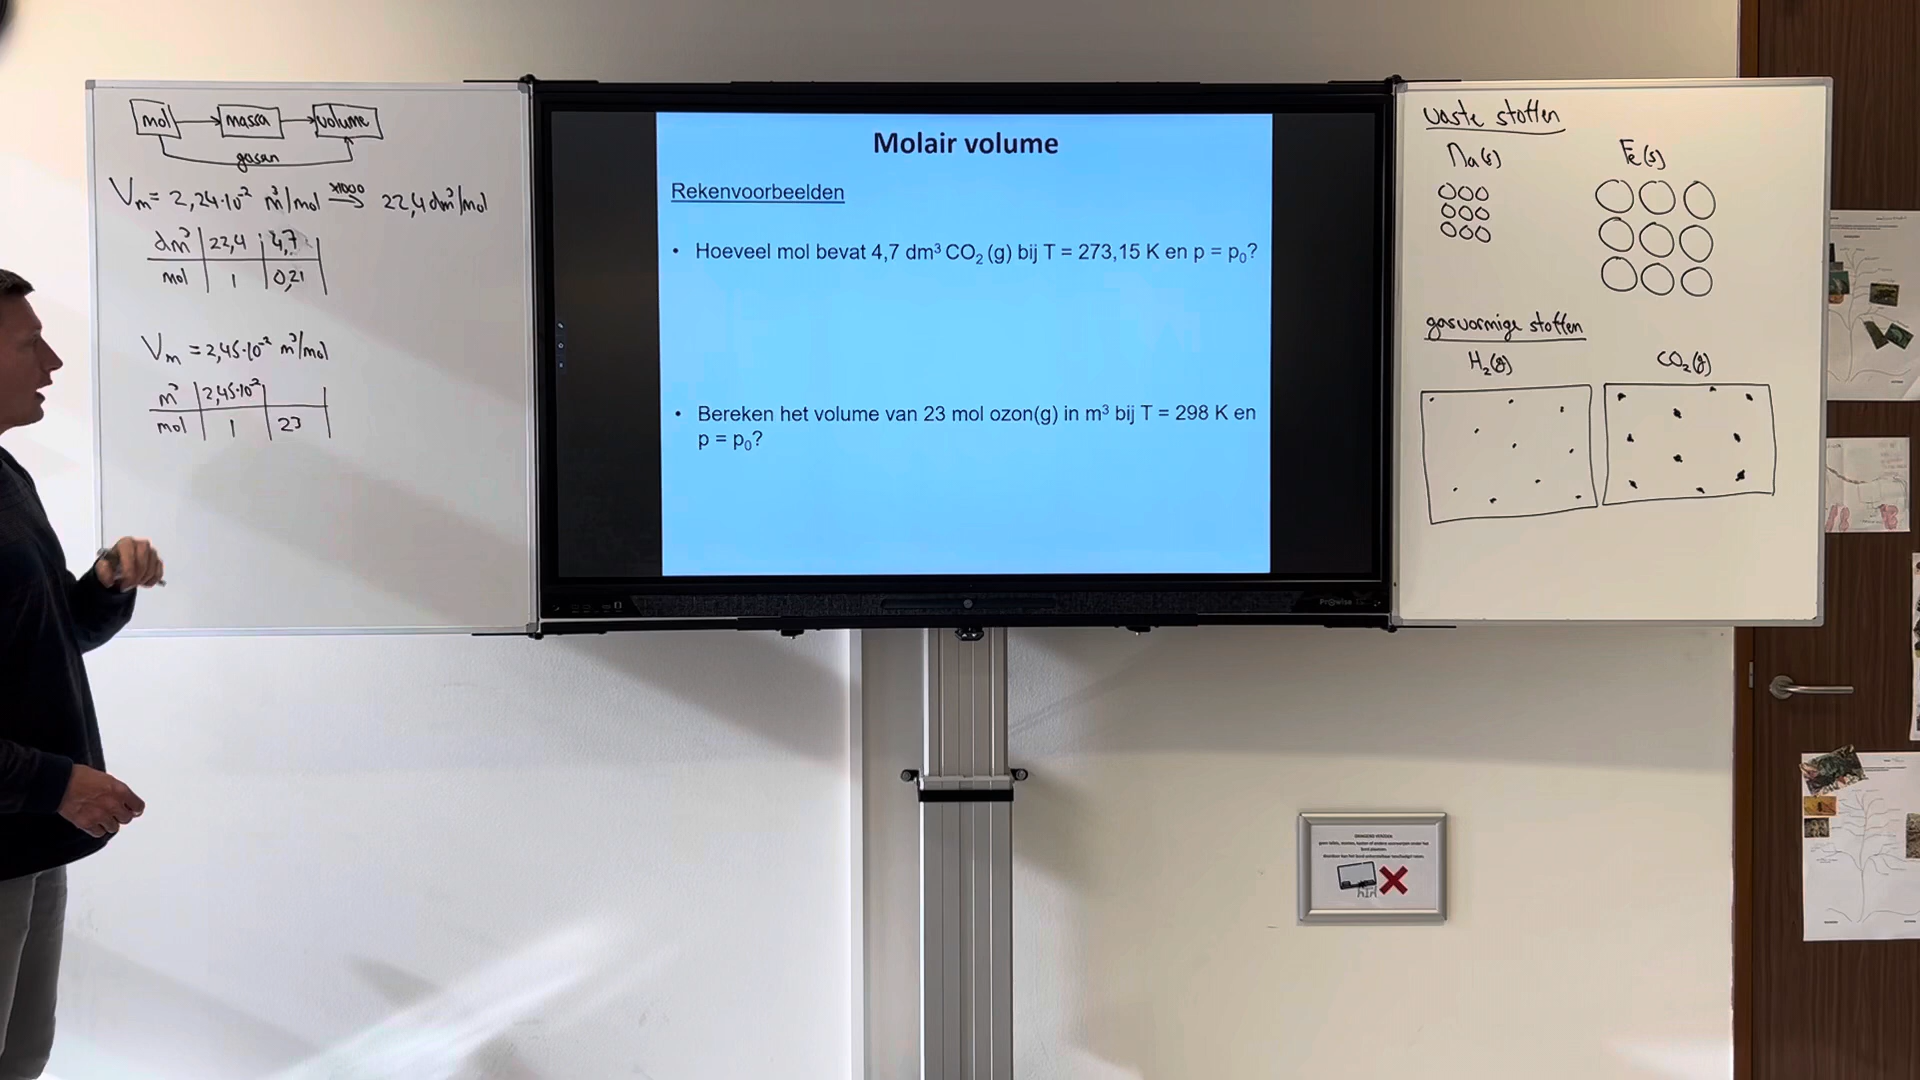 mol → massa → volume
gassen
Vm = 2,24·10⁻² m³/mol ×1000 → 22,4 dm³/mol
dm³ | 22,4 | 4,7
mol | 1 | 0,21
Vm = 2,45·10⁻² m³/mol
m³ | 2,45·10⁻² |
mol | 1 | 23
Molair volume
Rekenvoorbeelden
• Hoeveel mol bevat 4,7 dm³ CO₂ (g) bij T = 273,15 K en p = p₀?
• Bereken het volume van 23 mol ozon(g) in m³ bij T = 298 K en
p = p₀?
Prowise
vaste stoffen
Na(s) Fe(s)
gasvormige stoffen
H₂(g) CO₂(g)